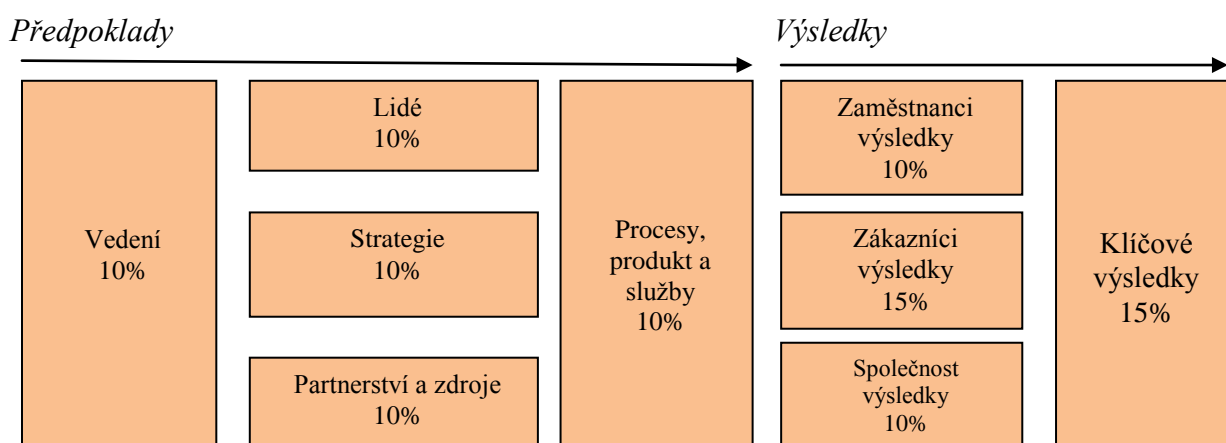 Předpoklady
Výsledky
Vedení
10%
Lidé
10%
Strategie
10%
Partnerství a zdroje
10%
Procesy,
produkt a
služby
10%
Zaměstnanci
výsledky
10%
Zákazníci
výsledky
15%
Společnost
výsledky
10%
Klíčové
výsledky
15%